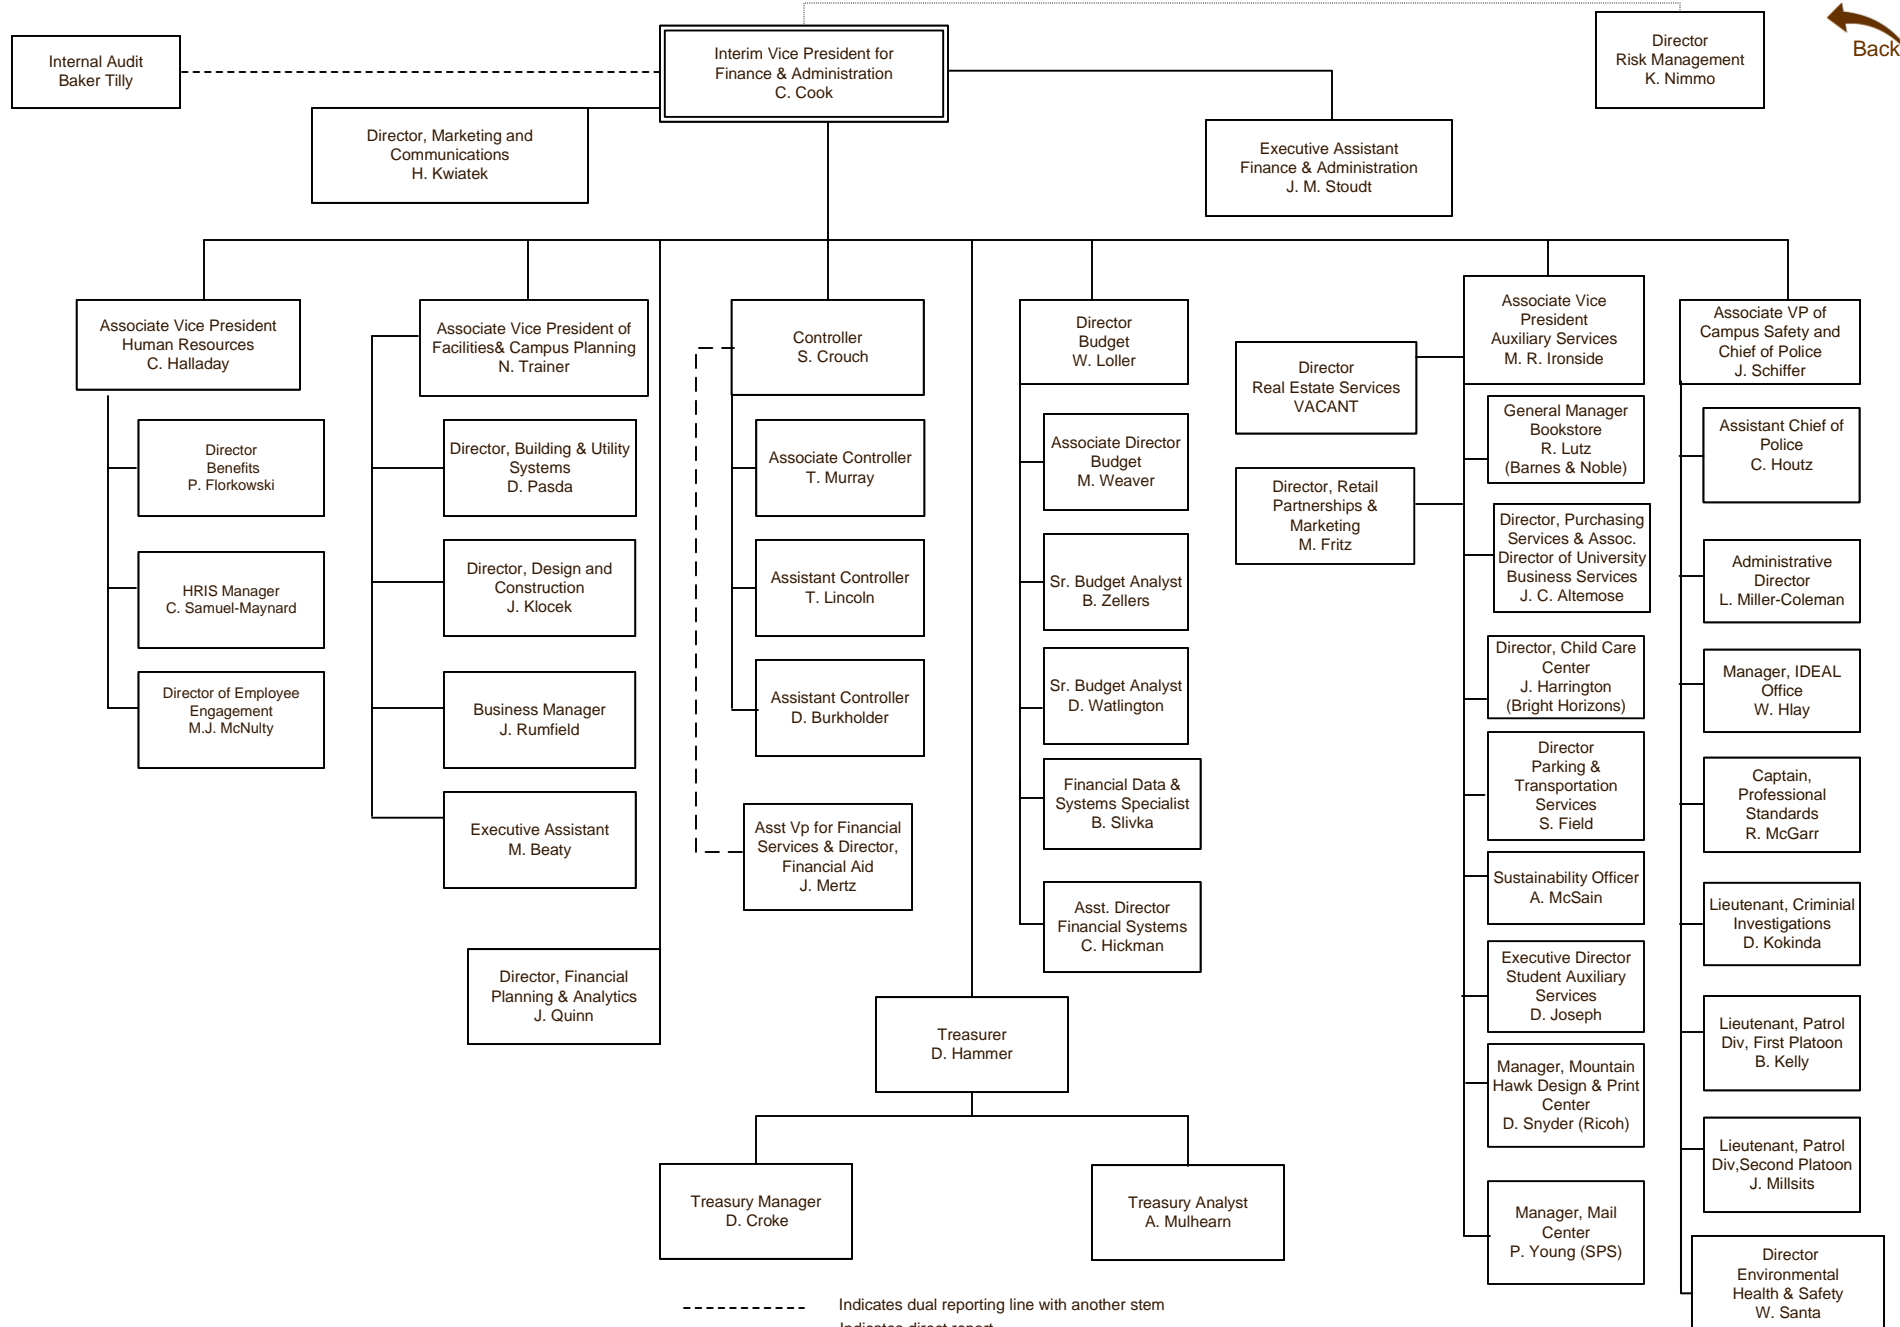 Back
Internal Audit
Baker Tilly
Interim Vice President for
Finance & Administration
C. Cook
Director
Risk Management
K. Nimmo
Director, Marketing and
Communications
H. Kwiatek
Executive Assistant
Finance & Administration
J. M. Stoudt
Associate Vice President
Human Resources
C. Halladay
Director
Benefits
P. Florkowski
HRIS Manager
C. Samuel-Maynard
Director of Employee
Engagement
M.J. McNulty
Associate Vice President of
Facilities& Campus Planning
N. Trainer
Director, Building & Utility
Systems
D. Pasda
Director, Design and
Construction
J. Klocek
Business Manager
J. Rumfield
Executive Assistant
M. Beaty
Director, Financial
Planning & Analytics
J. Quinn
Controller
S. Crouch
Associate Controller
T. Murray
Assistant Controller
T. Lincoln
Assistant Controller
D. Burkholder
Asst Vp for Financial
Services & Director,
Financial Aid
J. Mertz
Treasurer
D. Hammer
Treasury Manager
D. Croke
Treasury Analyst
A. Mulhearn
Director
Budget
W. Loller
Associate Director
Budget
M. Weaver
Sr. Budget Analyst
B. Zellers
Sr. Budget Analyst
D. Watlington
Financial Data &
Systems Specialist
B. Slivka
Asst. Director
Financial Systems
C. Hickman
Associate Vice
President
Auxiliary Services
M. R. Ironside
Director
Real Estate Services
VACANT
Director, Retail
Partnerships &
Marketing
M. Fritz
General Manager
Bookstore
R. Lutz
(Barnes & Noble)
Director, Purchasing
Services & Assoc.
Director of University
Business Services
J. C. Altemose
Director, Child Care
Center
J. Harrington
(Bright Horizons)
Director
Parking &
Transportation
Services
S. Field
Sustainability Officer
A. McSain
Executive Director
Student Auxiliary
Services
D. Joseph
Manager, Mountain
Hawk Design & Print
Center
D. Snyder (Ricoh)
Manager, Mail
Center
P. Young (SPS)
Associate VP of
Campus Safety and
Chief of Police
J. Schiffer
Assistant Chief of
Police
C. Houtz
Administrative
Director
L. Miller-Coleman
Manager, IDEAL
Office
W. Hlay
Captain,
Professional
Standards
R. McGarr
Lieutenant, Criminial
Investigations
D. Kokinda
Lieutenant, Patrol
Div, First Platoon
B. Kelly
Lieutenant, Patrol
Div,Second Platoon
J. Millsits
Director
Environmental
Health & Safety
W. Santa
Indicates dual reporting line with another stem
Indicates direct report